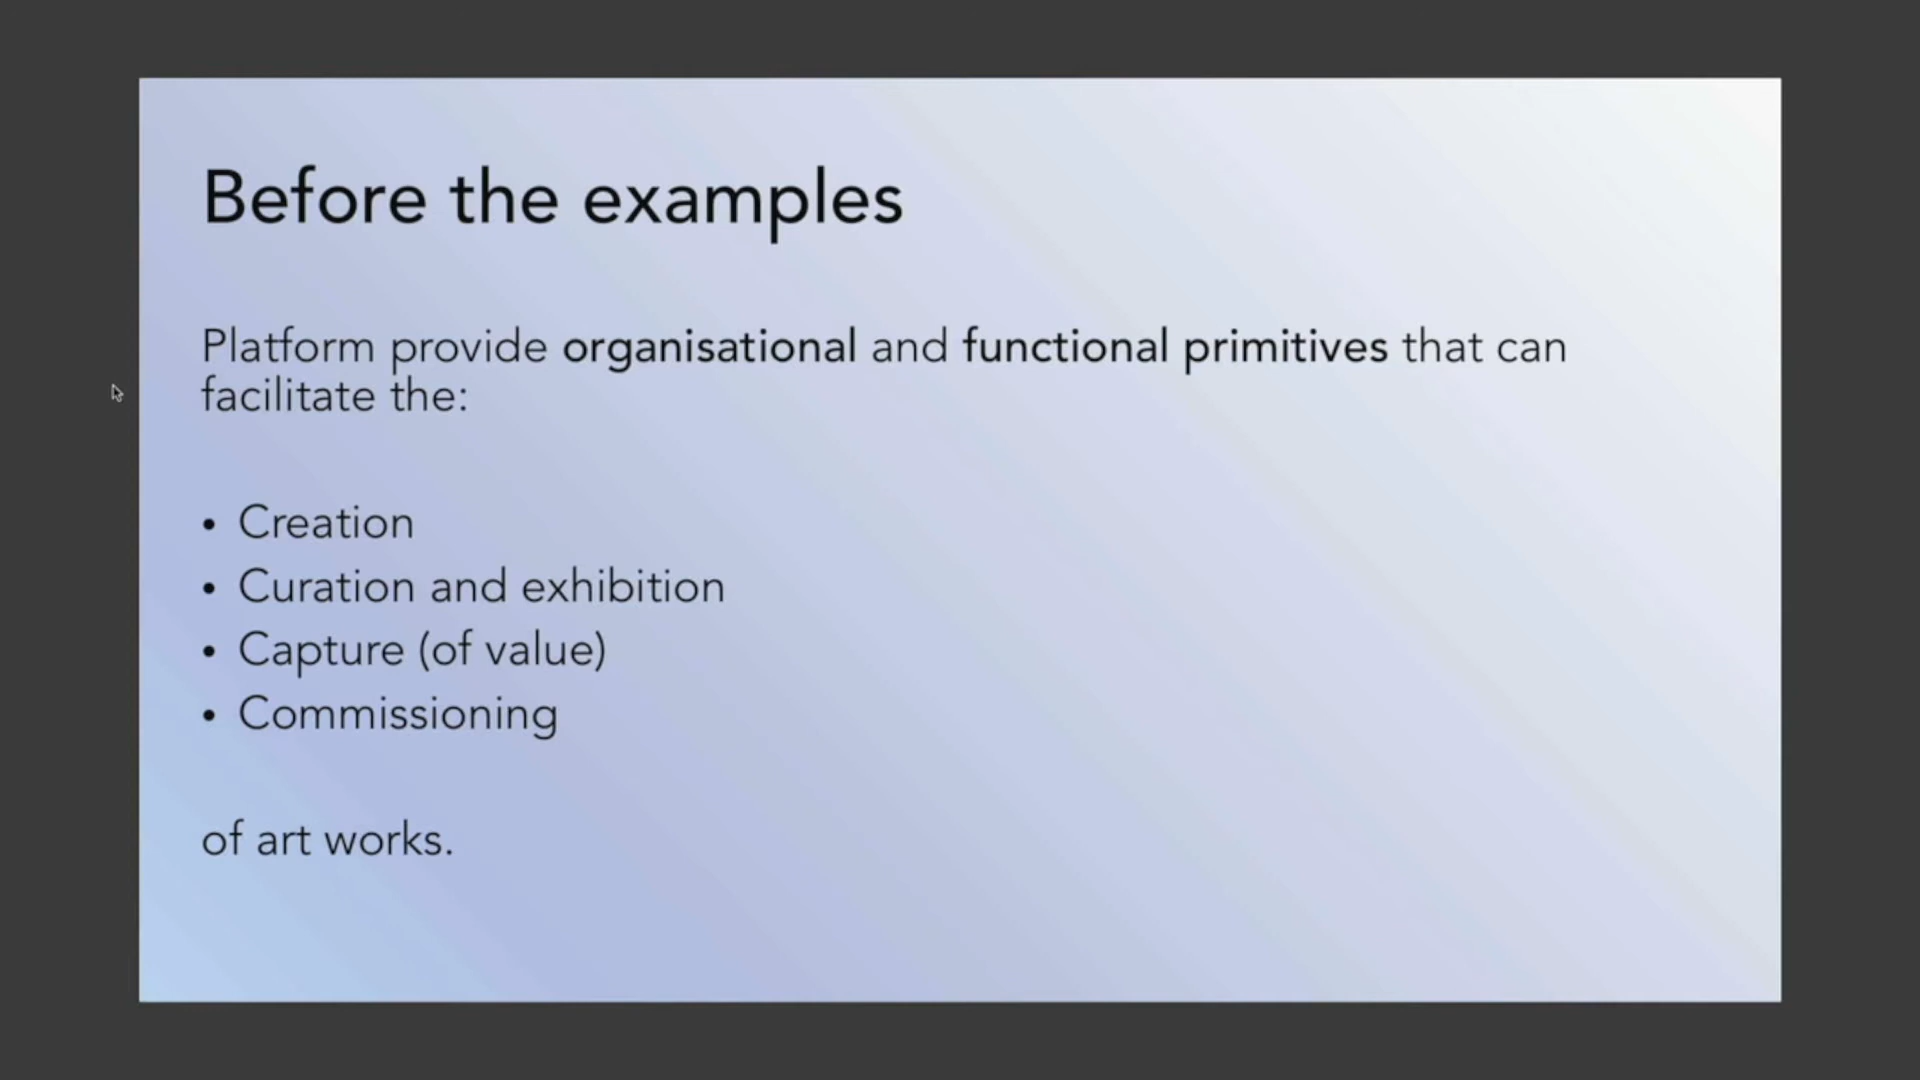 Before the examples
Platform provide organisational and functional primitives that can
facilitate the:
• Creation
• Curation and exhibition
• Capture (of value)
• Commissioning
of art works.